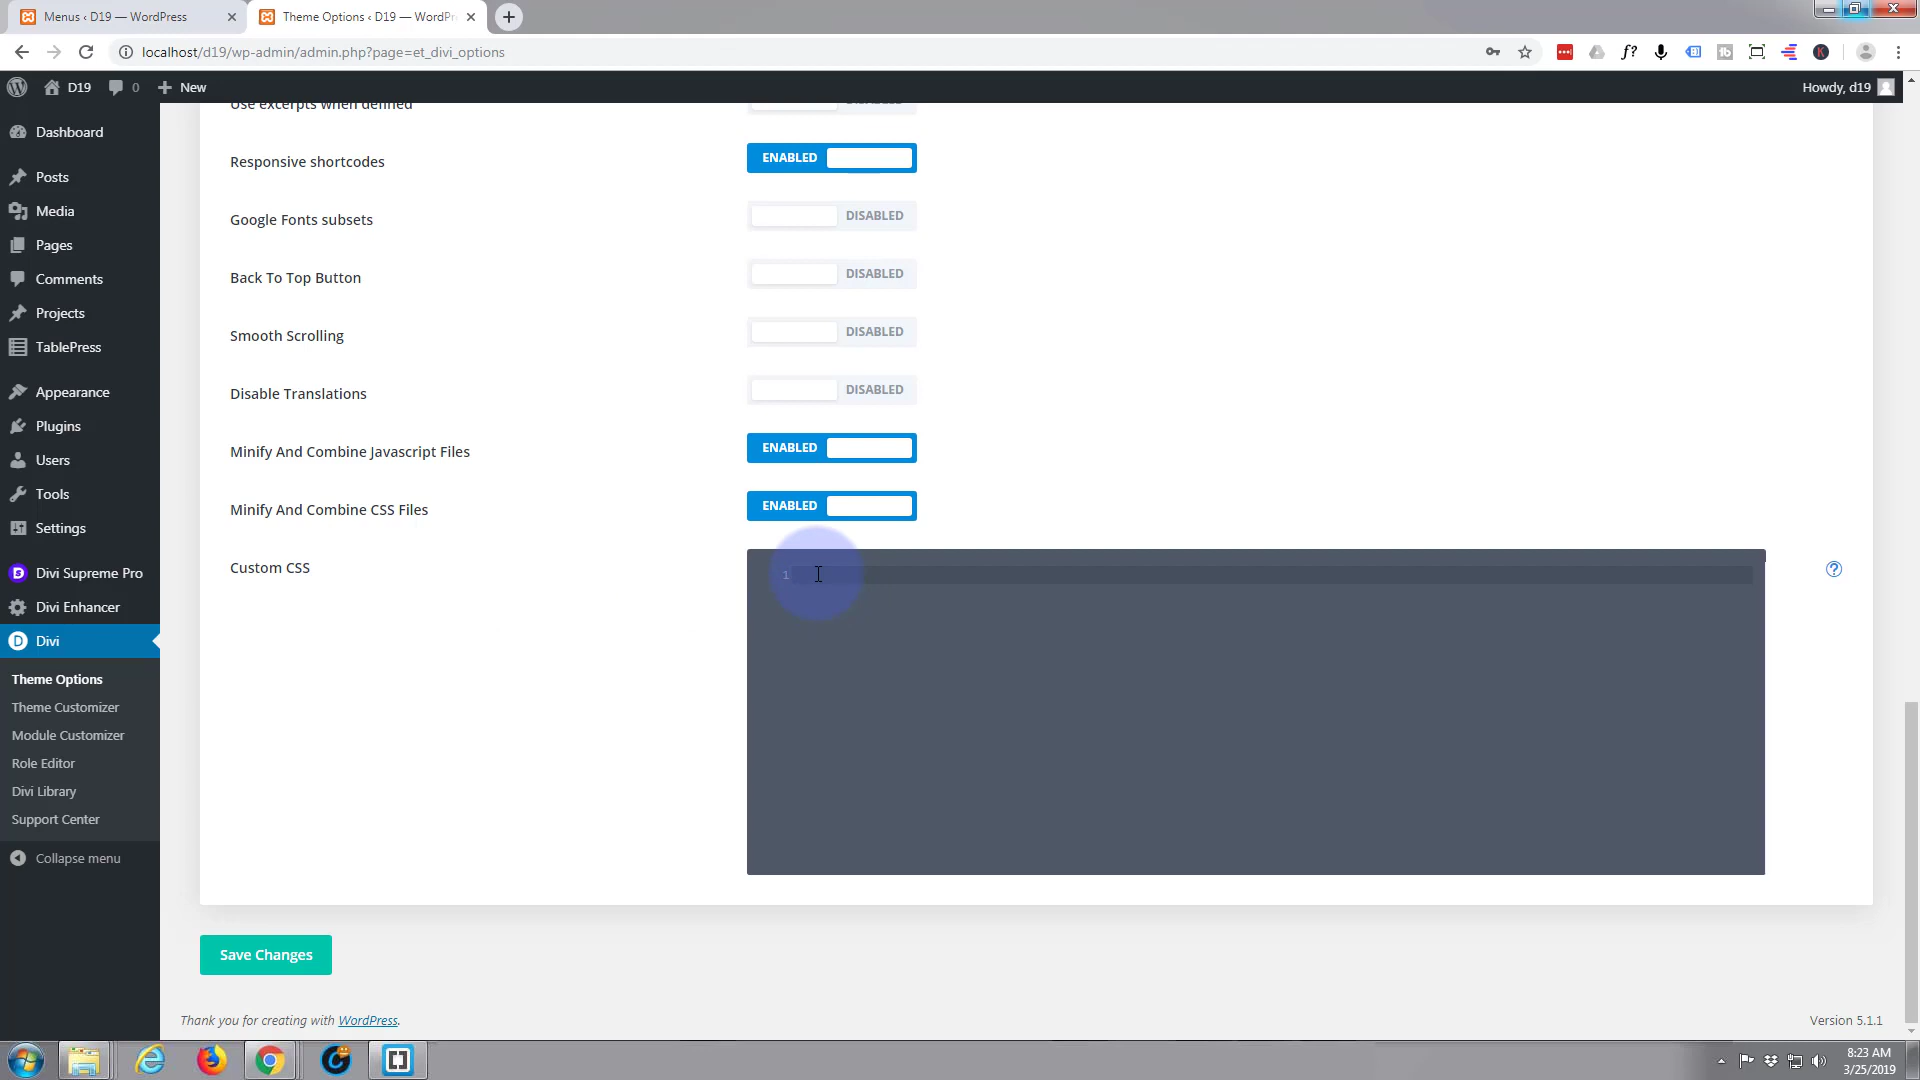 Menus ‹ D19 — WordPress
Theme Options ‹ D19 — WordPr
localhost/d19/wp-admin/admin.php?page=et_divi_options
D19
0
New
Howdy, d19
Dashboard
Posts
Media
Pages
Comments
Projects
TablePress
Appearance
Plugins
Users
Tools
Settings
Divi Supreme Pro
Divi Enhancer
Divi
Theme Options
Theme Customizer
Module Customizer
Role Editor
Divi Library
Support Center
Collapse menu
Use excerpts when defined
DISABLED
Responsive shortcodes
ENABLED
Google Fonts subsets
DISABLED
Back To Top Button
DISABLED
Smooth Scrolling
DISABLED
Disable Translations
DISABLED
Minify And Combine Javascript Files
ENABLED
Minify And Combine CSS Files
ENABLED
Custom CSS
1
Save Changes
Thank you for creating with WordPress.
Version 5.1.1
8:23 AM
3/25/2019